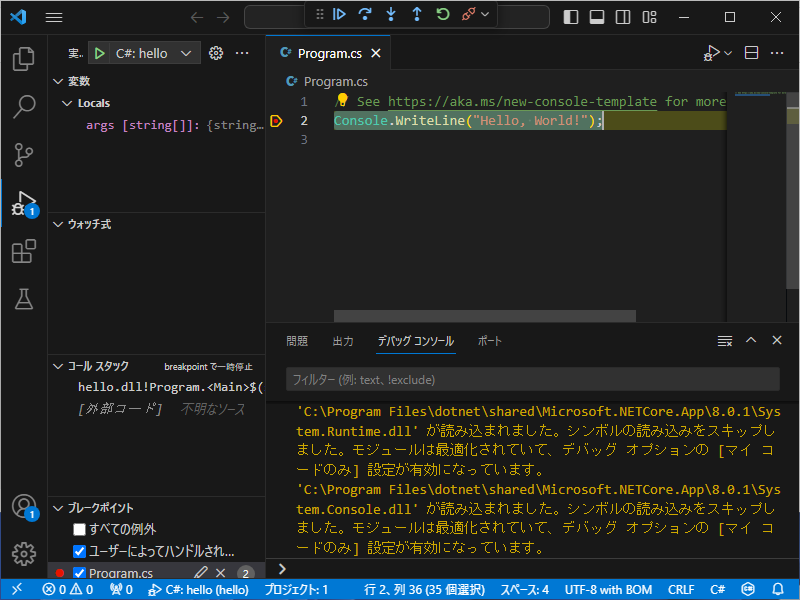 実..
C#: hello
Program.cs
変数
Locals
args [string[]]: {string…
ウォッチ式
コール スタック
breakpoint で一時停止
hello.dll!Program.<Main>$(
[外部コード] 不明なソース
ブレークポイント
すべての例外
ユーザーによってハンドルされ...
Program.cs
2
1
1
Program.cs
1 // See https://aka.ms/new-console-template for more
2 Console.WriteLine("Hello, World!");
3
問題
出力
デバッグ コンソール
ポート
フィルター (例: text、!exclude)
'C:\Program Files\dotnet\shared\Microsoft.NETCore.App\8.0.1\Sys
tem.Runtime.dll' が読み込まれました。シンボルの読み込みをスキップし
ました。モジュールは最適化されていて、デバッグ オプションの [マイ コ
ードのみ] 設定が有効になっています。
'C:\Program Files\dotnet\shared\Microsoft.NETCore.App\8.0.1\Sys
tem.Console.dll' が読み込まれました。シンボルの読み込みをスキップし
ました。モジュールは最適化されていて、デバッグ オプションの [マイ コ
ードのみ] 設定が有効になっています。
0 0 0 C#: hello (hello) プロジェクト: 1 行 2、列 36 (35 個選択) スペース: 4 UTF-8 with BOM CRLF C#